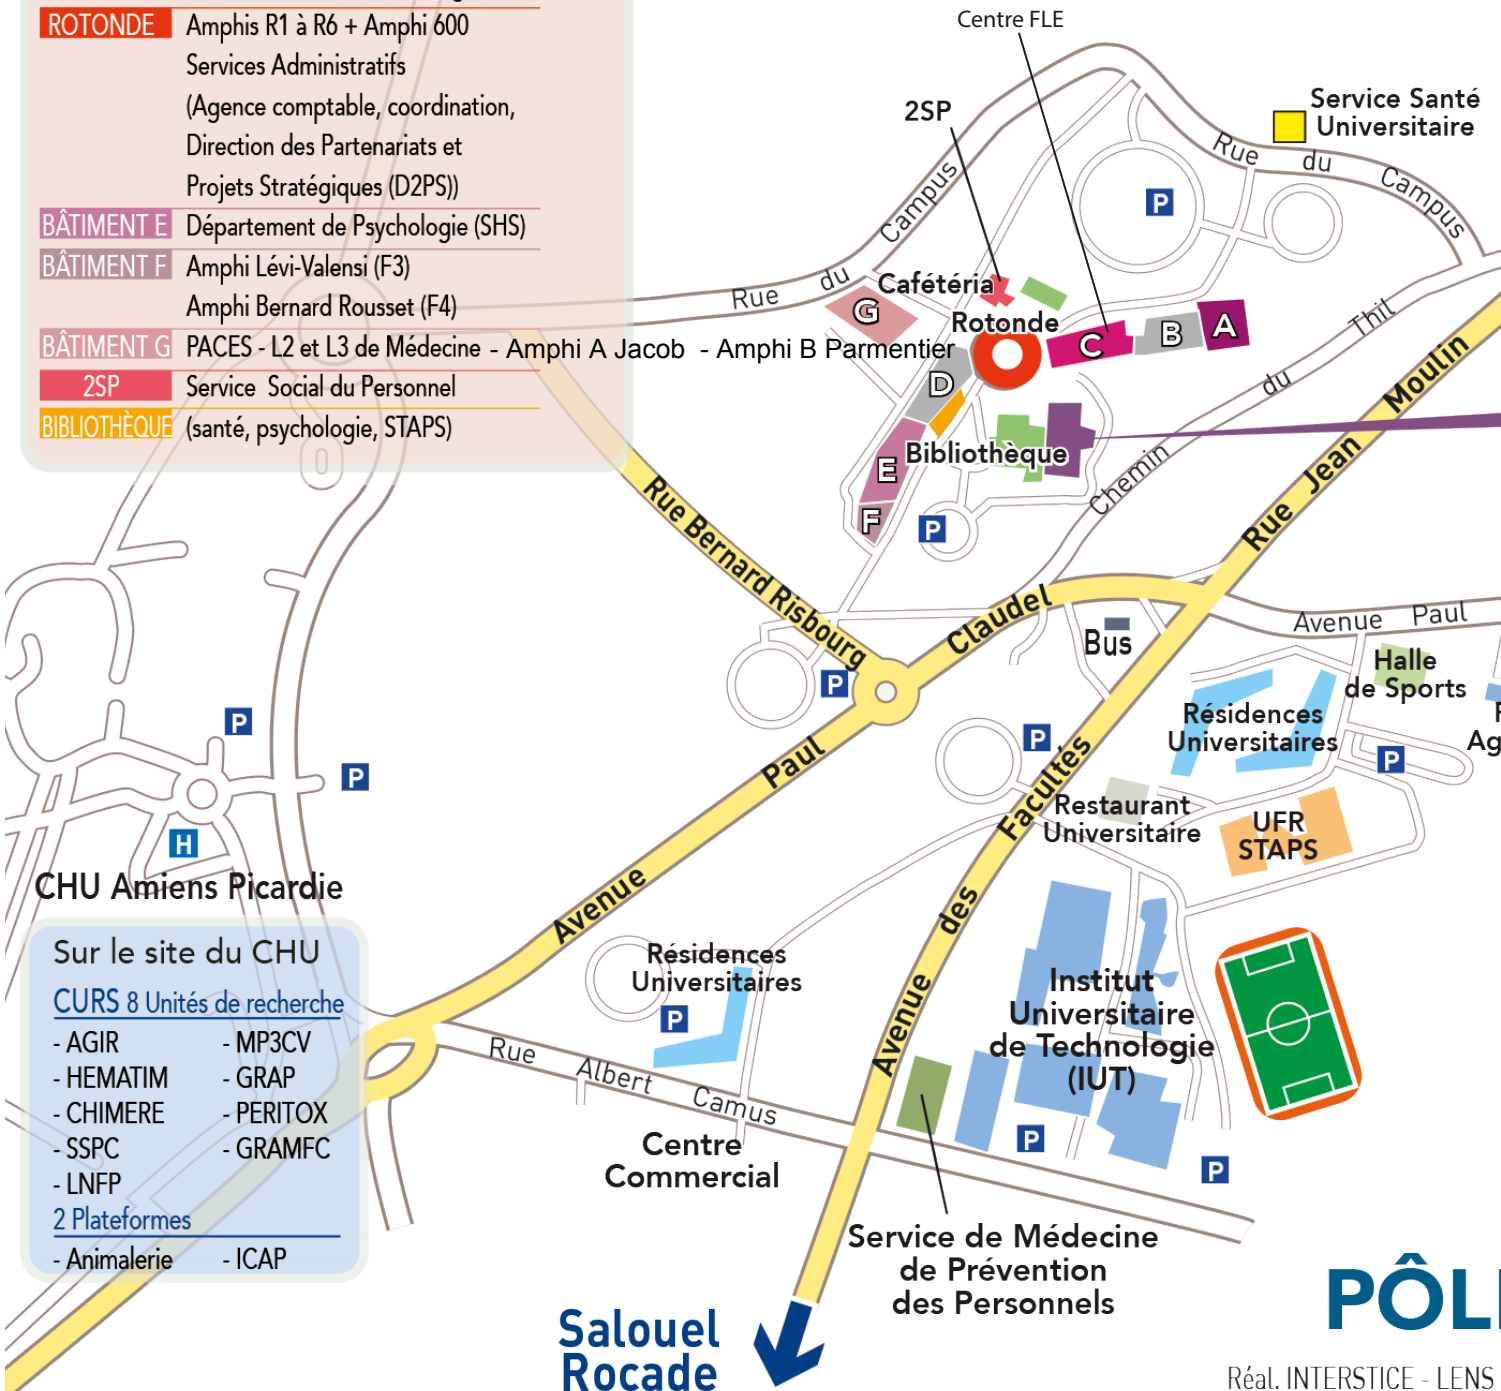 ROTONDE Amphis R1 à R6 + Amphi 600
Services Administratifs
(Agence comptable, coordination,
Direction des Partenariats et
Projets Stratégiques (D2PS))
BÂTIMENT E Département de Psychologie (SHS)
BÂTIMENT F Amphi Lévi-Valensi (F3)
Amphi Bernard Rousset (F4)
BÂTIMENT G PACES - L2 et L3 de Médecine - Amphi A Jacob - Amphi B Parmentier
2SP Service Social du Personnel
BIBLIOTHÈQUE (santé, psychologie, STAPS)
Centre FLE
2SP
Service Santé
Universitaire
Rue du Campus
Rue du Campus
P
Cafétéria
G
Rotonde
C
B
A
D
Bibliothèque
E
F
P
Chemin du Thil
Rue Jean Moulin
Rue Bernard Risbourg
Avenue Paul Claudel
Avenue Paul
Bus
P
P
P
P
H
CHU Amiens Picardie
Halle
de Sports
Résidences
Universitaires
Ag
P
Restaurant
Universitaire
UFR
STAPS
Avenue des Facultés
Résidences
Universitaires
P
Institut
Universitaire
de Technologie
(IUT)
P
P
Rue Albert Camus
Centre
Commercial
Service de Médecine
de Prévention
des Personnels
Sur le site du CHU
CURS 8 Unités de recherche
- AGIR - MP3CV
- HEMATIM - GRAP
- CHIMERE - PERITOX
- SSPC - GRAMFC
- LNFP
2 Plateformes
- Animalerie - ICAP
Salouel
Rocade
PÔL
Réal. INTERSTICE - LENS